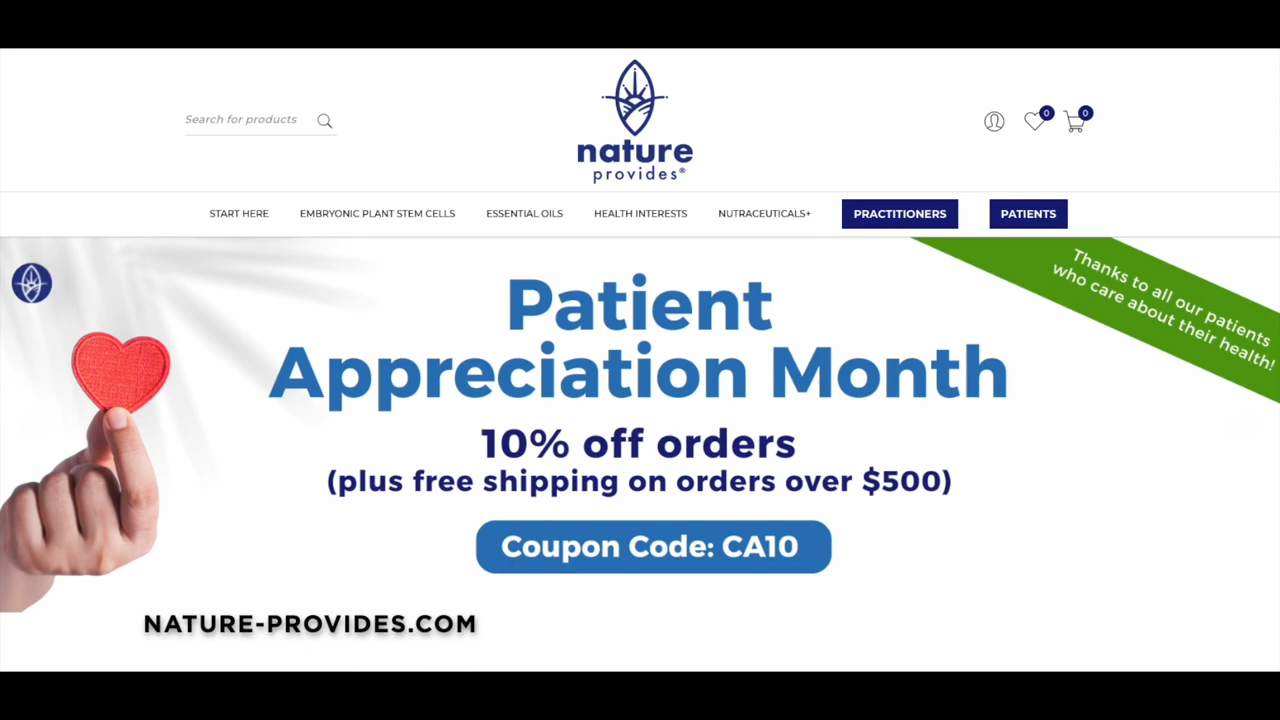 Search for products
nature
provides®
0
0
START HERE
EMBRYONIC PLANT STEM CELLS
ESSENTIAL OILS
HEALTH INTERESTS
NUTRACEUTICALS+
PRACTITIONERS
PATIENTS
Thanks to all our patients
who care about their health!
Patient
Appreciation Month
10% off orders
(plus free shipping on orders over $500)
Coupon Code: CA10
NATURE-PROVIDES.COM